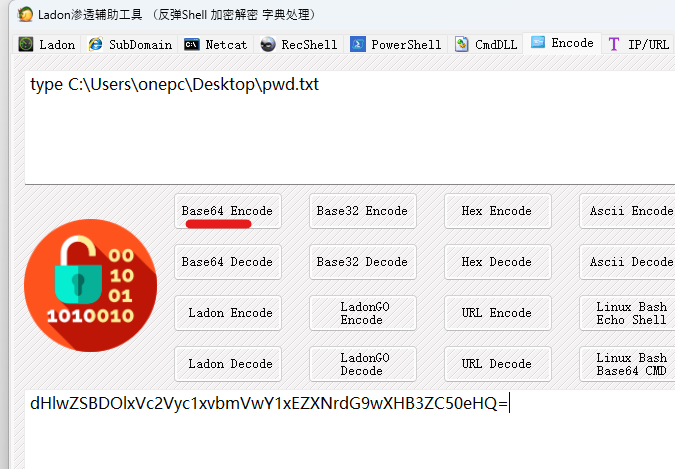 Ladon渗透辅助工具 （反弹Shell 加密解密 字典处理）
Ladon SubDomain Netcat RecShell PowerShell CmdDLL Encode IP/URL
type C:\Users\onepc\Desktop\pwd.txt
Base64 Encode Base32 Encode Hex Encode Ascii Encode
Base64 Decode Base32 Decode Hex Decode Ascii Decode
00
10
01
1010010
Ladon Encode LadonGO Encode URL Encode Linux Bash Echo Shell
Ladon Decode LadonGO Decode URL Decode Linux Bash Base64 CMD
dHlwZSBDOlxVc2Vyc1xvbmVwY1xEZXNrdG9wXHB3ZC50eHQ=